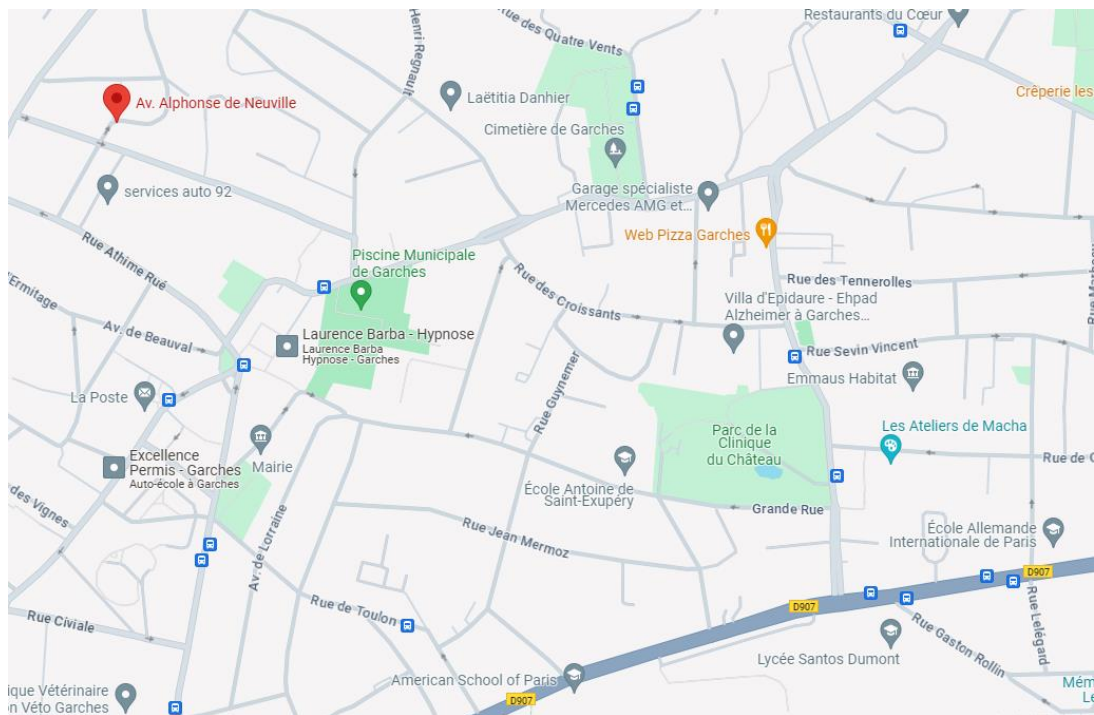 Restaurants du Cœur
Rue des Quatre Vents
Henri Regnault
Laëtitia Danhier
Crêperie les
Av. Alphonse de Neuville
Cimetière de Garches
services auto 92
Garage spécialiste
Mercedes AMG et...
Web Pizza Garches
Rue Athime Rué
Piscine Municipale
de Garches
Rue des Croissants
Rue des Tennerolles
Villa d'Epidaure - Ehpad
Alzheimer à Garches...
l'Ermitage
Av. de Beauval
Laurence Barba - Hypnose
Laurence Barba
Hypnose - Garches
Rue Sevin Vincent
Emmaus Habitat
La Poste
Rue Guynemer
Parc de la
Clinique
du Château
Les Ateliers de Macha
Excellence
Permis - Garches
Auto-école à Garches
Mairie
Rue de
École Antoine de
Saint-Exupéry
Grande Rue
des Vignes
Av. de Lorraine
Rue Jean Mermoz
École Allemande
Internationale de Paris
D907
Rue de Toulon
D907
Rue Civiale
Rue Gaston Rollin
Rue Lelégard
Lycée Santos Dumont
American School of Paris
D907
ique Vétérinaire
on Véto Garches
Mém
Le